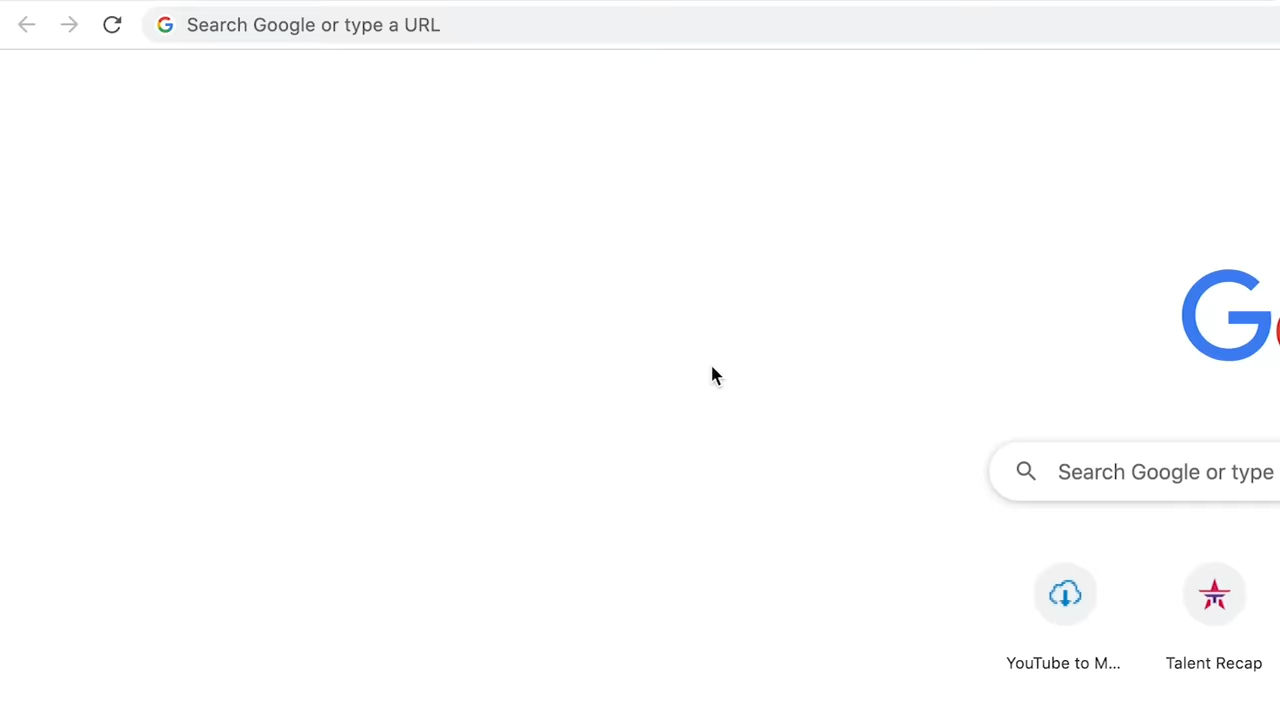 Search Google or type a URL
G
Search Google or type
YouTube to M...
Talent Recap